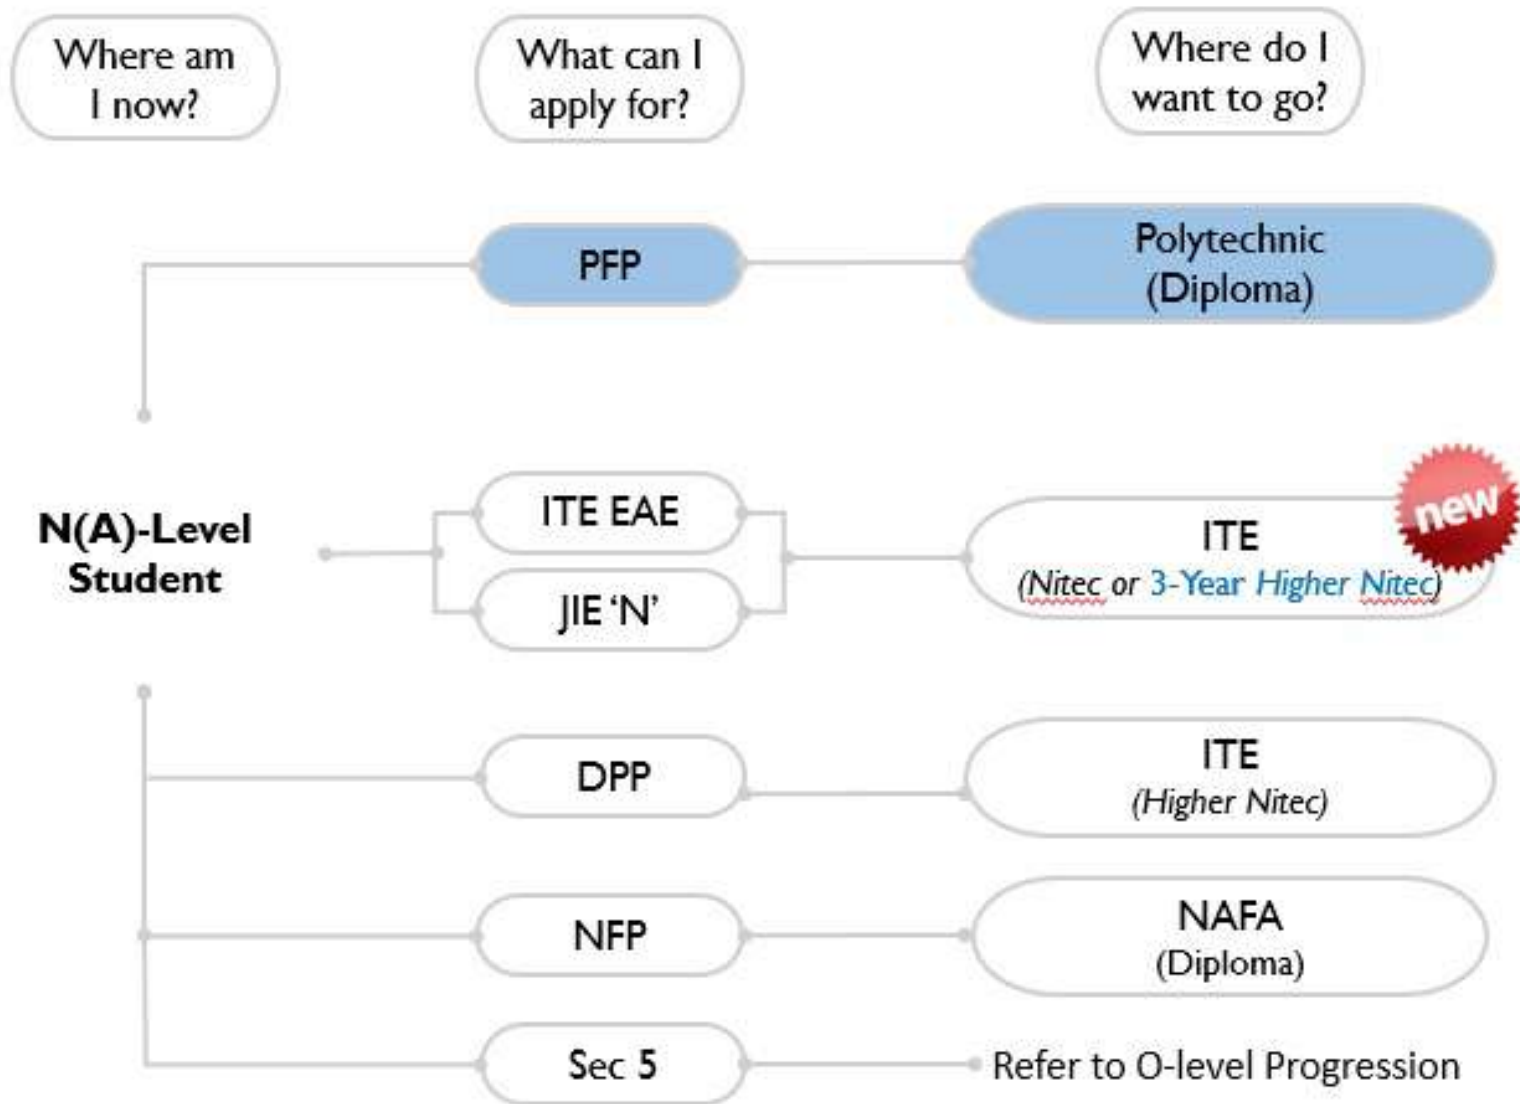 Where am
I now?
What can I
apply for?
Where do I
want to go?
PFP
Polytechnic
(Diploma)
N(A)-Level
Student
ITE EAE
JIE ‘N’
new
ITE
(Nitec or 3-Year Higher Nitec)
DPP
ITE
(Higher Nitec)
NFP
NAFA
(Diploma)
Sec 5
Refer to O-level Progression